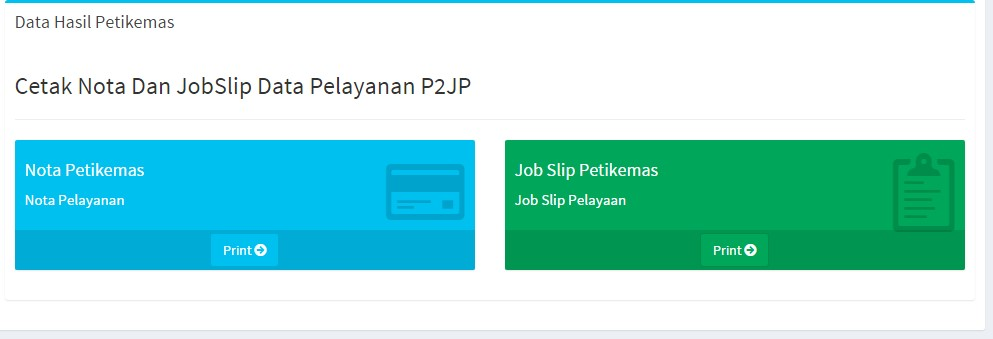 Data Hasil Petikemas
Cetak Nota Dan JobSlip Data Pelayanan P2JP
Nota Petikemas
Nota Pelayanan
Print
Job Slip Petikemas
Job Slip Pelayaan
Print